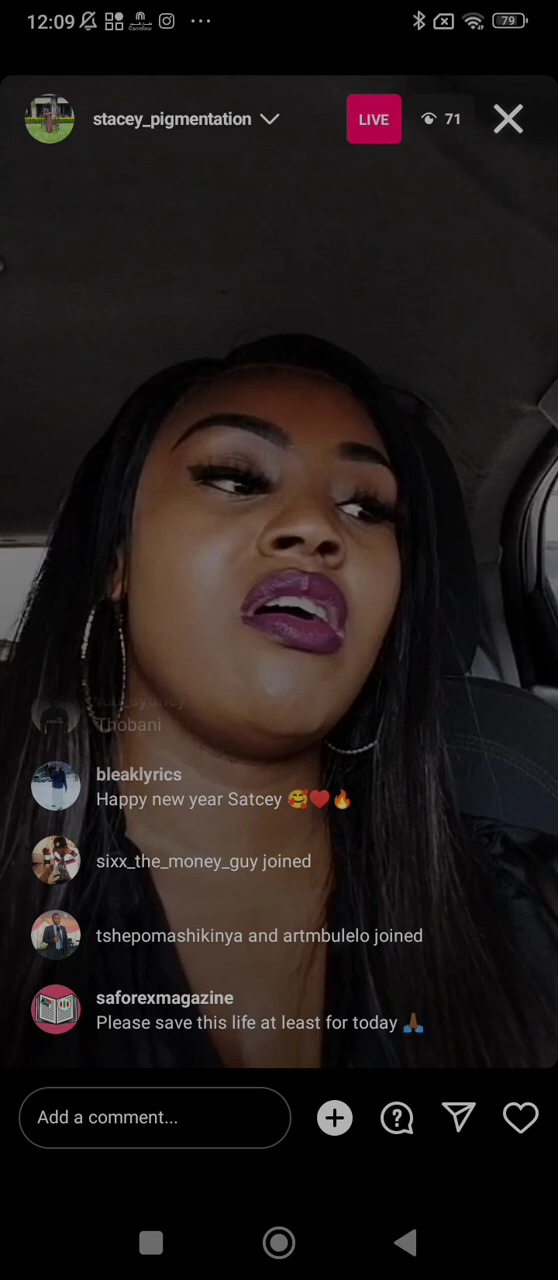 12:09
79
stacey_pigmentation
LIVE
71
Thobani
bleaklyrics
Happy new year Satcey 🥰❤️🔥
sixx_the_money_guy joined
tshepomashikinya and artmbulelo joined
saforexmagazine
Please save this life at least for today 🙏🏾
Add a comment...